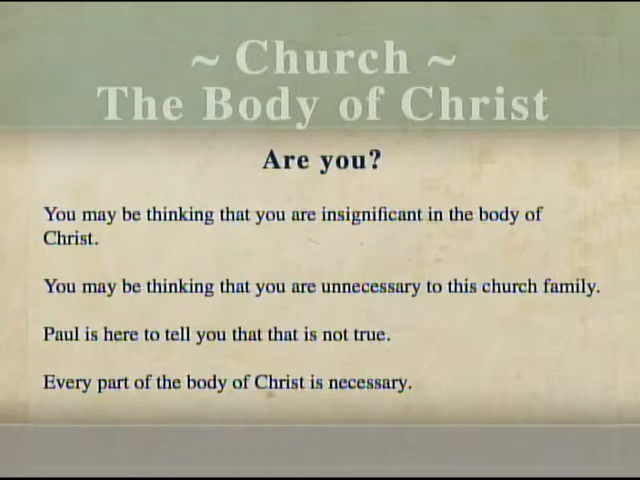 ~ Church ~
The Body of Christ
Are you?
You may be thinking that you are insignificant in the body of
Christ.
You may be thinking that you are unnecessary to this church family.
Paul is here to tell you that that is not true.
Every part of the body of Christ is necessary.